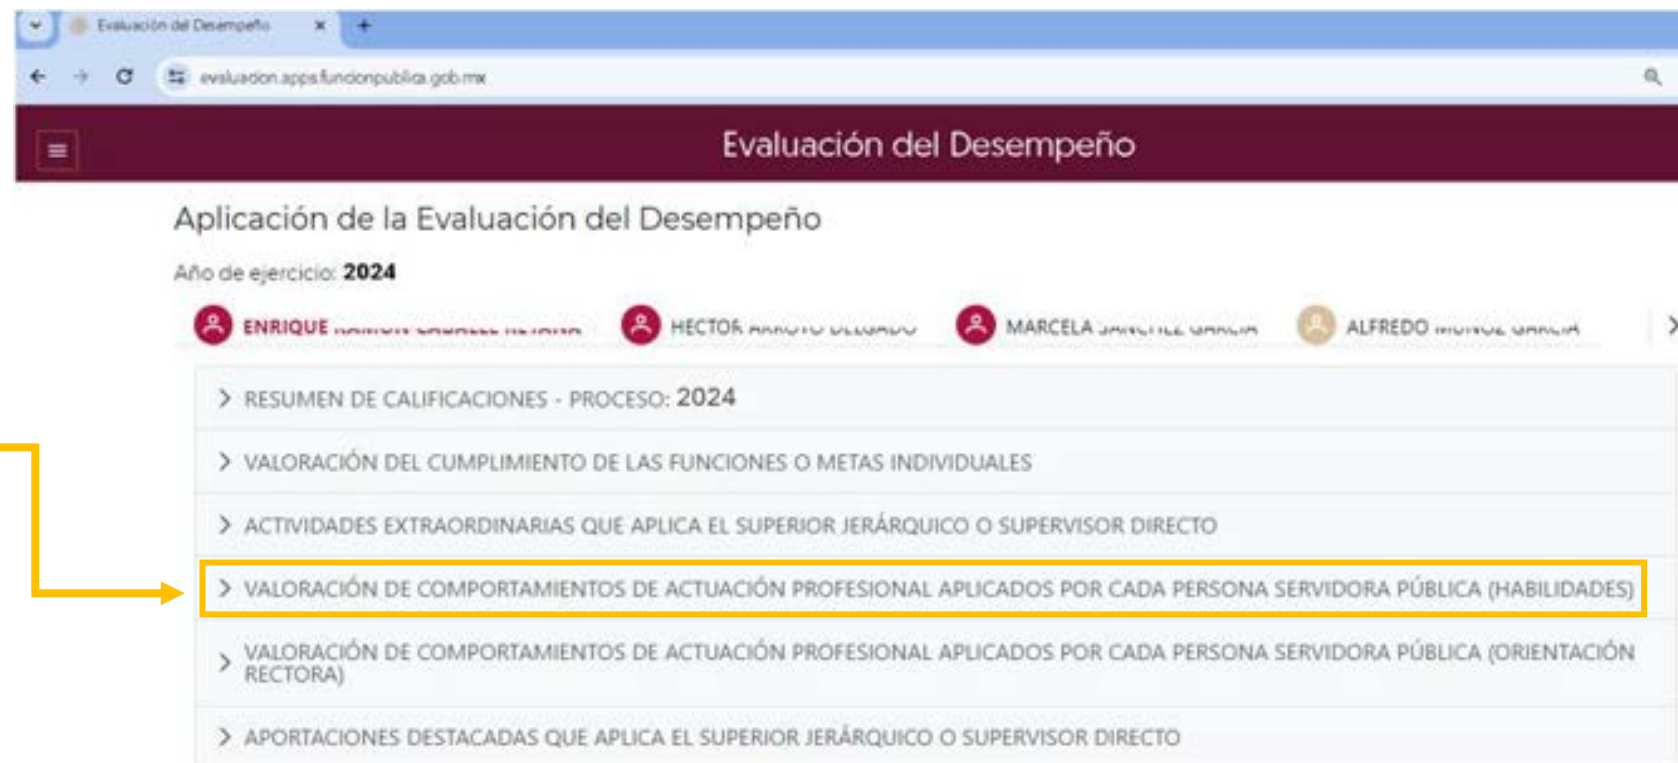 Evaluación del Desempeño
evaluacion.apps.funcionpublica.gob.mx
Evaluación del Desempeño
Aplicación de la Evaluación del Desempeño
Año de ejercicio: 2024
ENRIQUE HECTOR MARCELA ALFREDO
RESUMEN DE CALIFICACIONES - PROCESO: 2024
VALORACIÓN DEL CUMPLIMIENTO DE LAS FUNCIONES O METAS INDIVIDUALES
ACTIVIDADES EXTRAORDINARIAS QUE APLICA EL SUPERIOR JERÁRQUICO O SUPERVISOR DIRECTO
VALORACIÓN DE COMPORTAMIENTOS DE ACTUACIÓN PROFESIONAL APLICADOS POR CADA PERSONA SERVIDORA PÚBLICA (HABILIDADES)
VALORACIÓN DE COMPORTAMIENTOS DE ACTUACIÓN PROFESIONAL APLICADOS POR CADA PERSONA SERVIDORA PÚBLICA (ORIENTACIÓN
RECTORA)
APORTACIONES DESTACADAS QUE APLICA EL SUPERIOR JERÁRQUICO O SUPERVISOR DIRECTO